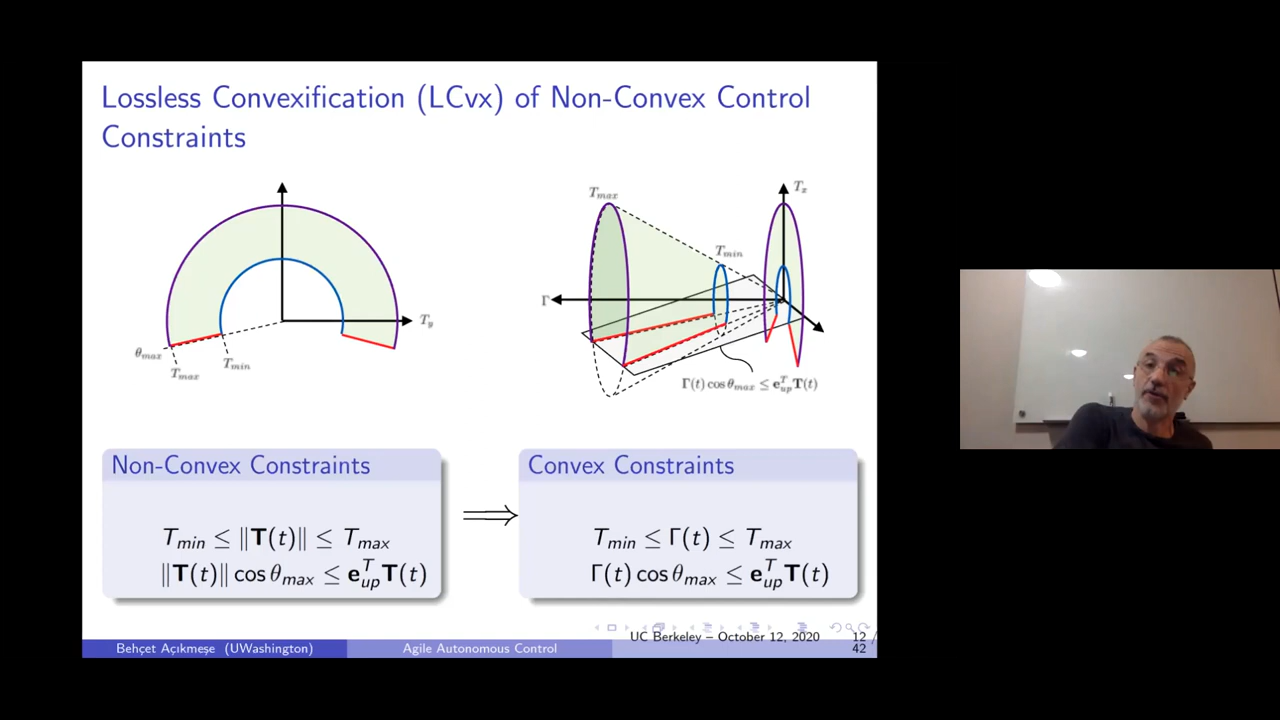 Lossless Convexification (LCvx) of Non-Convex Control
Constraints
T_y
θ_max
T_max
T_min
T_max
T_x
T_min
Γ
Γ(t) cos θ_max ≤ e_up^T T(t)
Non-Convex Constraints
T_min ≤ ‖T(t)‖ ≤ T_max
‖T(t)‖ cos θ_max ≤ e_up^T T(t)
⟹
Convex Constraints
T_min ≤ Γ(t) ≤ T_max
Γ(t) cos θ_max ≤ e_up^T T(t)
UC Berkeley – October 12, 2020
12 /
42
Behçet Açıkmeşe (UWashington)
Agile Autonomous Control